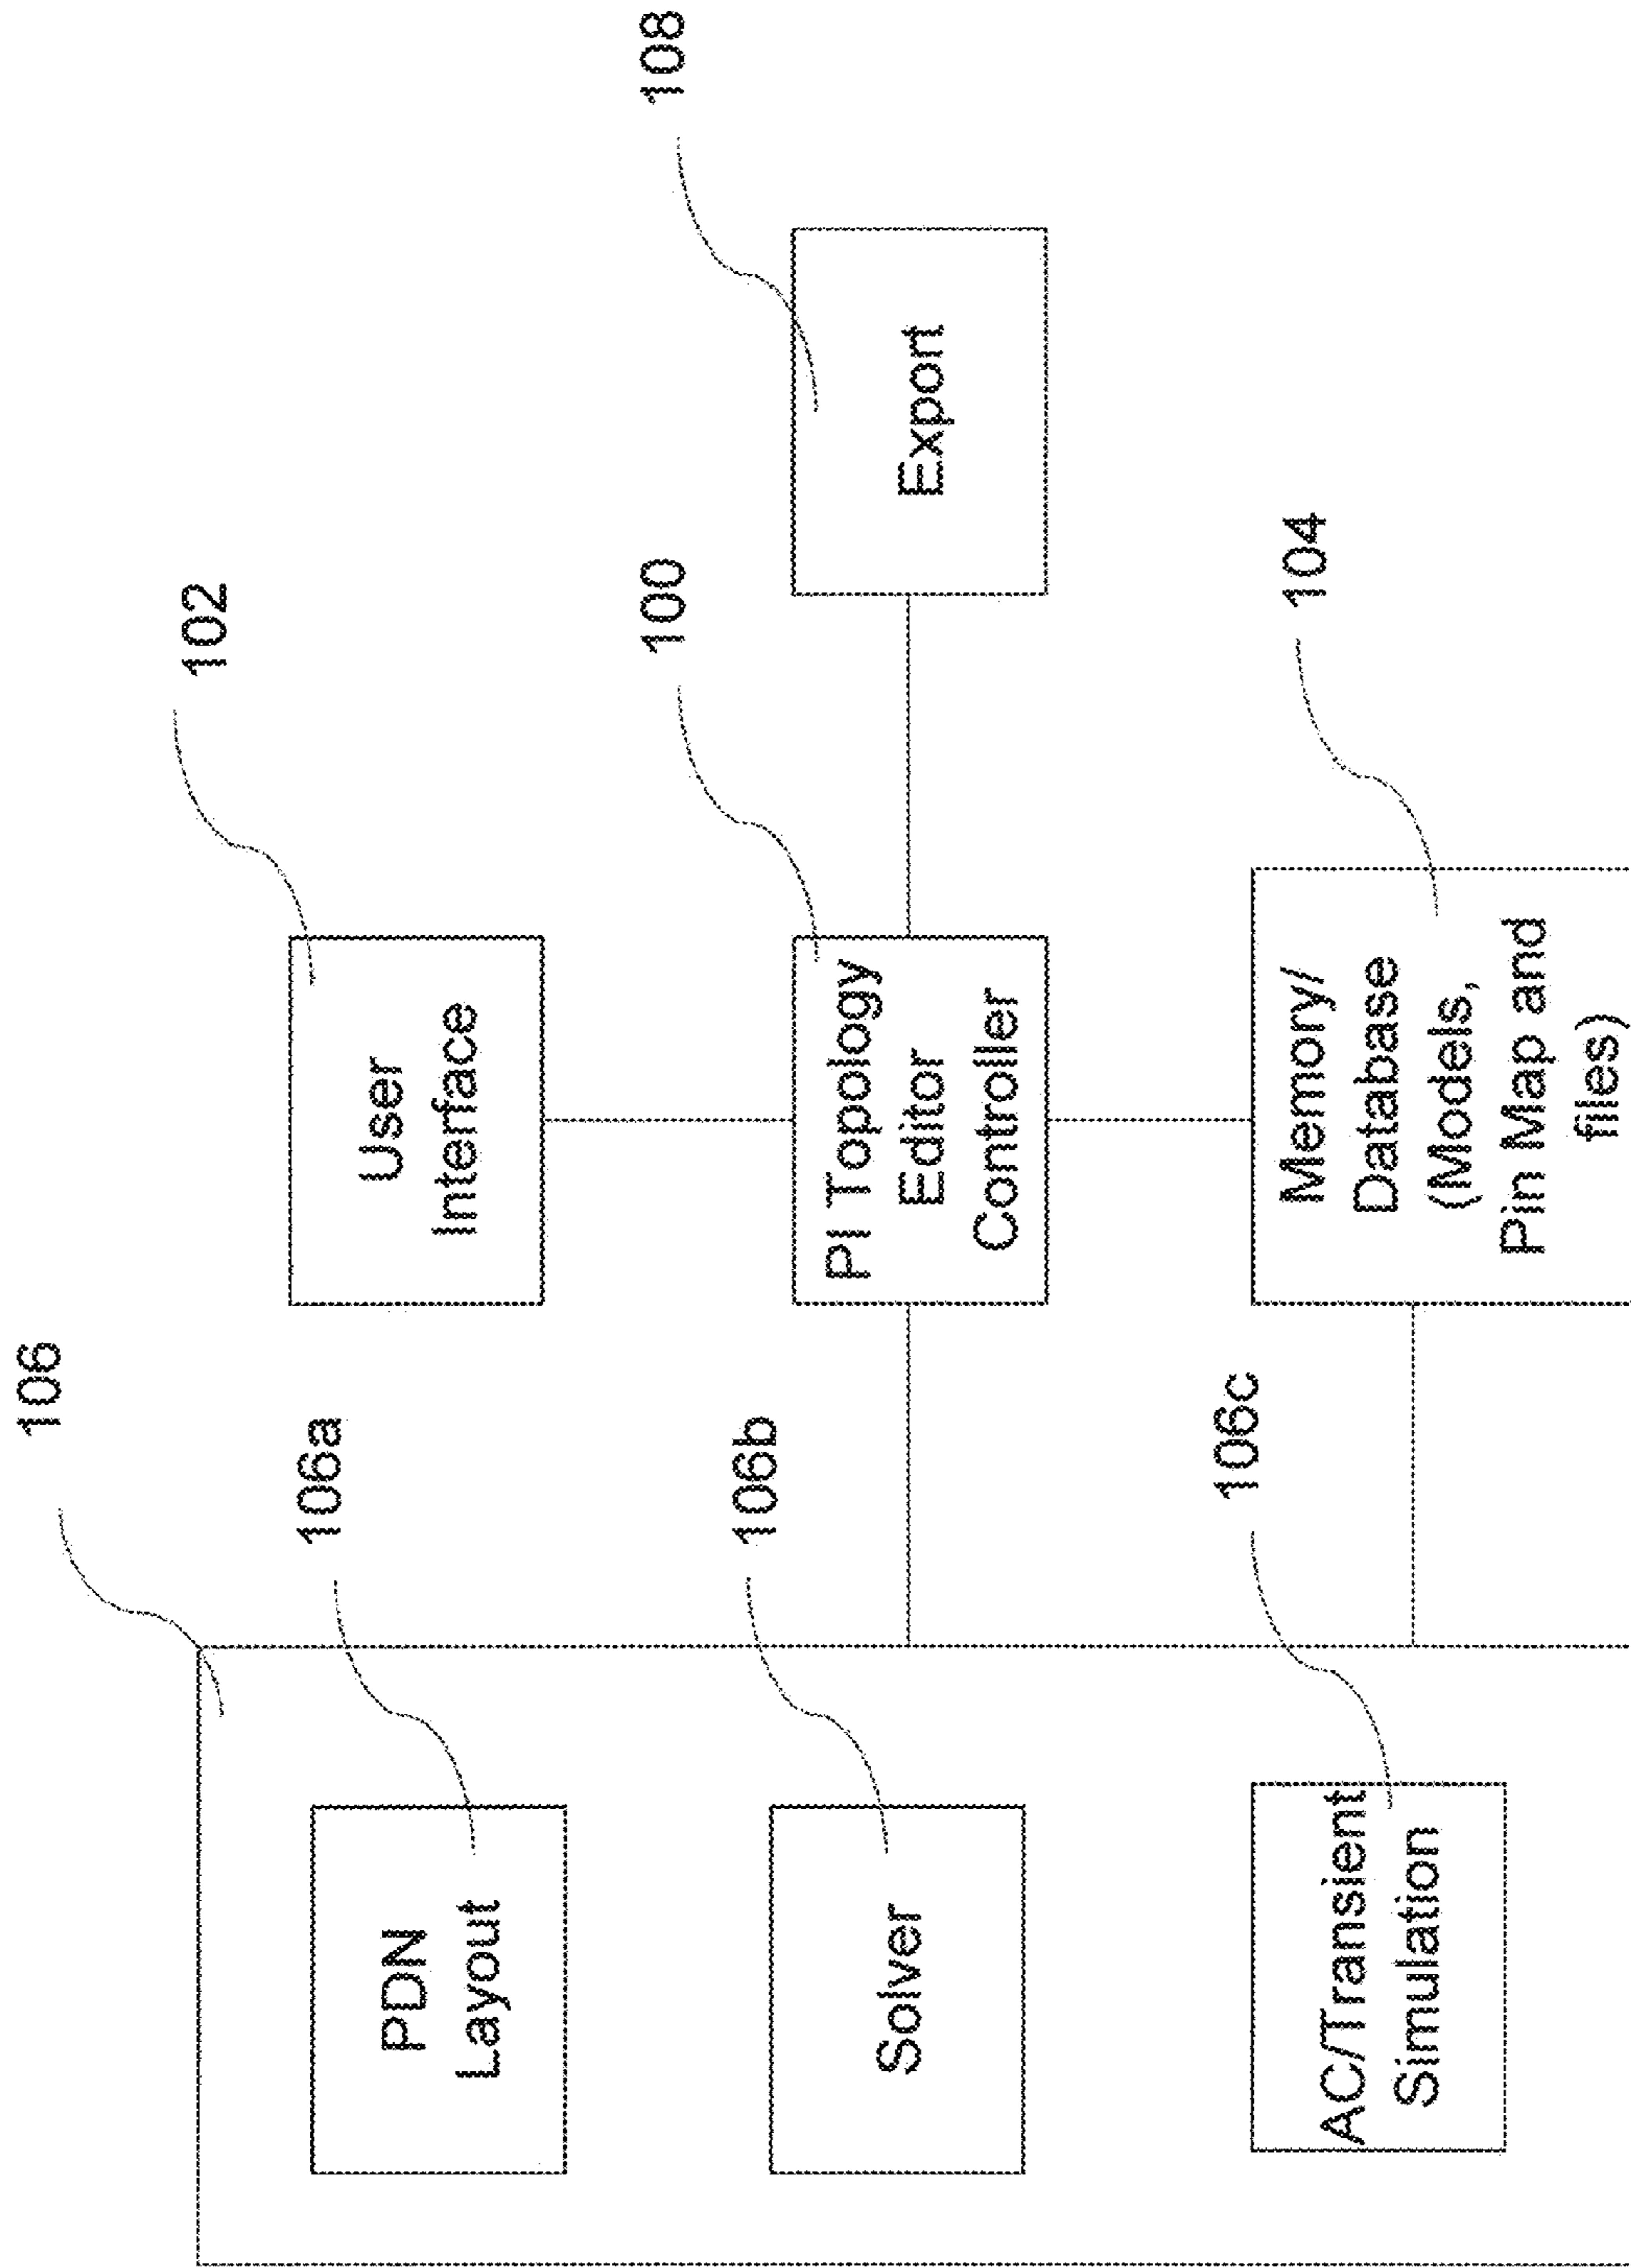 106
106a
PDN
Layout
106b
Solver
106c
AC/Transient
Simulation
102
User
Interface
100
PI Topology
Editor
Controller
104
Memory/
Database
(Models,
Pin Map and
files)
108
Export